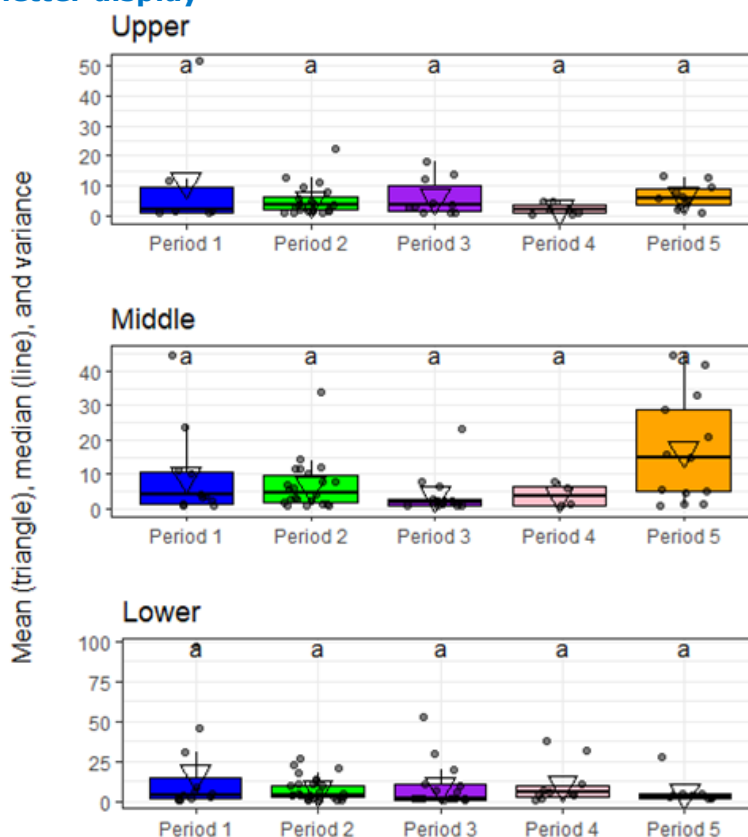 letter display
Upper
50
40
30
20
10
0
a a a a a
Period 1 Period 2 Period 3 Period 4 Period 5
Mean (triangle), median (line), and variance
Middle
40
30
20
10
0
a a a a a
Period 1 Period 2 Period 3 Period 4 Period 5
Lower
100
75
50
25
0
a a a a a
Period 1 Period 2 Period 3 Period 4 Period 5